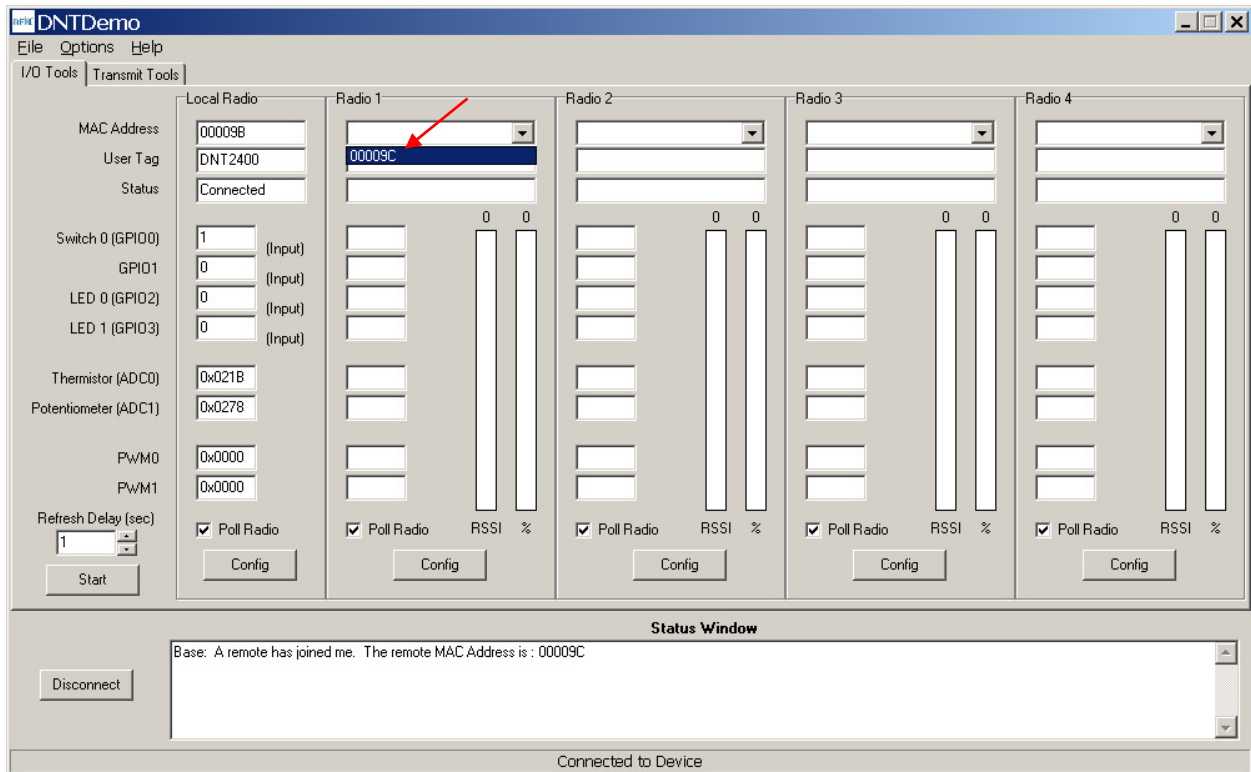 DNTDemo
File Options Help
I/O Tools Transmit Tools
Local Radio Radio 1 Radio 2 Radio 3 Radio 4
MAC Address 00009B
00009C
User Tag DNT2400
Status Connected
0 0 0 0 0 0 0 0
Switch 0 (GPIO0) 1 (Input)
GPIO1 0 (Input)
LED 0 (GPIO2) 0 (Input)
LED 1 (GPIO3) 0 (Input)
Thermistor (ADC0) 0x021B
Potentiometer (ADC1) 0x0278
PWM0 0x0000
PWM1 0x0000
Refresh Delay (sec)
1
Poll Radio Poll Radio RSSI % Poll Radio RSSI % Poll Radio RSSI % Poll Radio RSSI %
Start Config Config Config Config Config
Status Window
Base: A remote has joined me. The remote MAC Address is : 00009C
Disconnect
Connected to Device